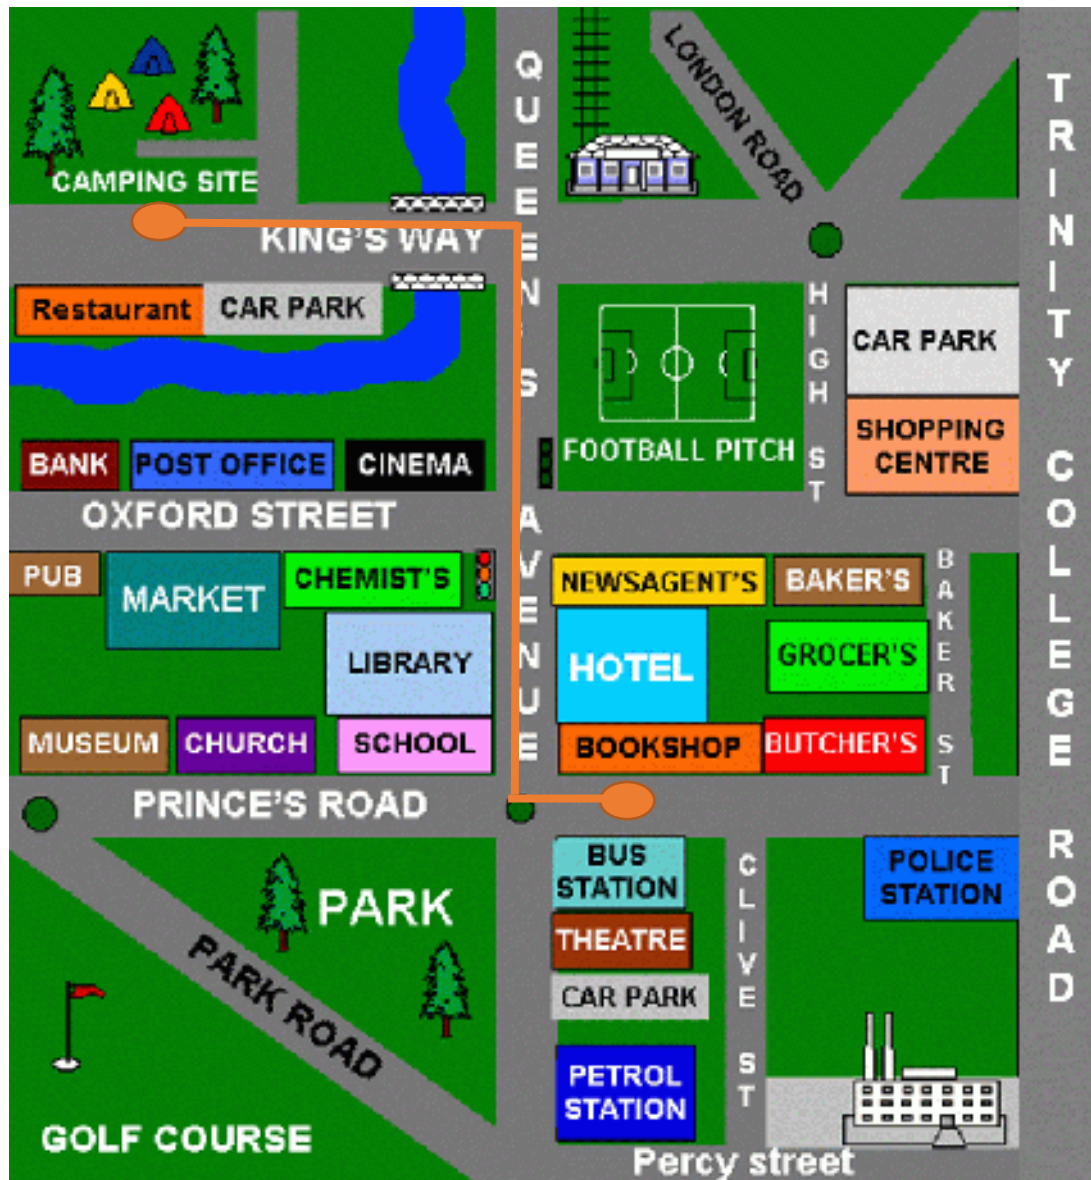 CAMPING SITE
KING'S WAY
QUEEEN'S AVENUE
LONDON ROAD
TRINITY COLLEGE ROAD
Restaurant
CAR PARK
HIGH ST
CAR PARK
FOOTBALL PITCH
SHOPPING
CENTRE
BANK
POST OFFICE
CINEMA
OXFORD STREET
PUB
MARKET
CHEMIST'S
NEWSAGENT'S
BAKER'S
BAKER ST
LIBRARY
HOTEL
GROCER'S
MUSEUM
CHURCH
SCHOOL
BOOKSHOP
BUTCHER'S
PRINCE'S ROAD
PARK
PARK ROAD
BUS
STATION
THEATRE
CAR PARK
PETROL
STATION
CLIVE ST
POLICE
STATION
GOLF COURSE
Percy street